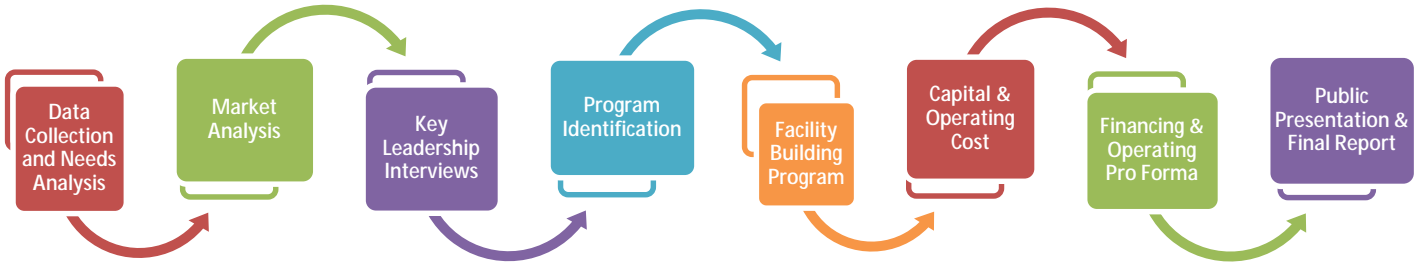 Data
Collection
and Needs
Analysis
Market
Analysis
Key
Leadership
Interviews
Program
Identification
Facility
Building
Program
Capital &
Operating
Cost
Financing &
Operating
Pro Forma
Public
Presentation &
Final Report